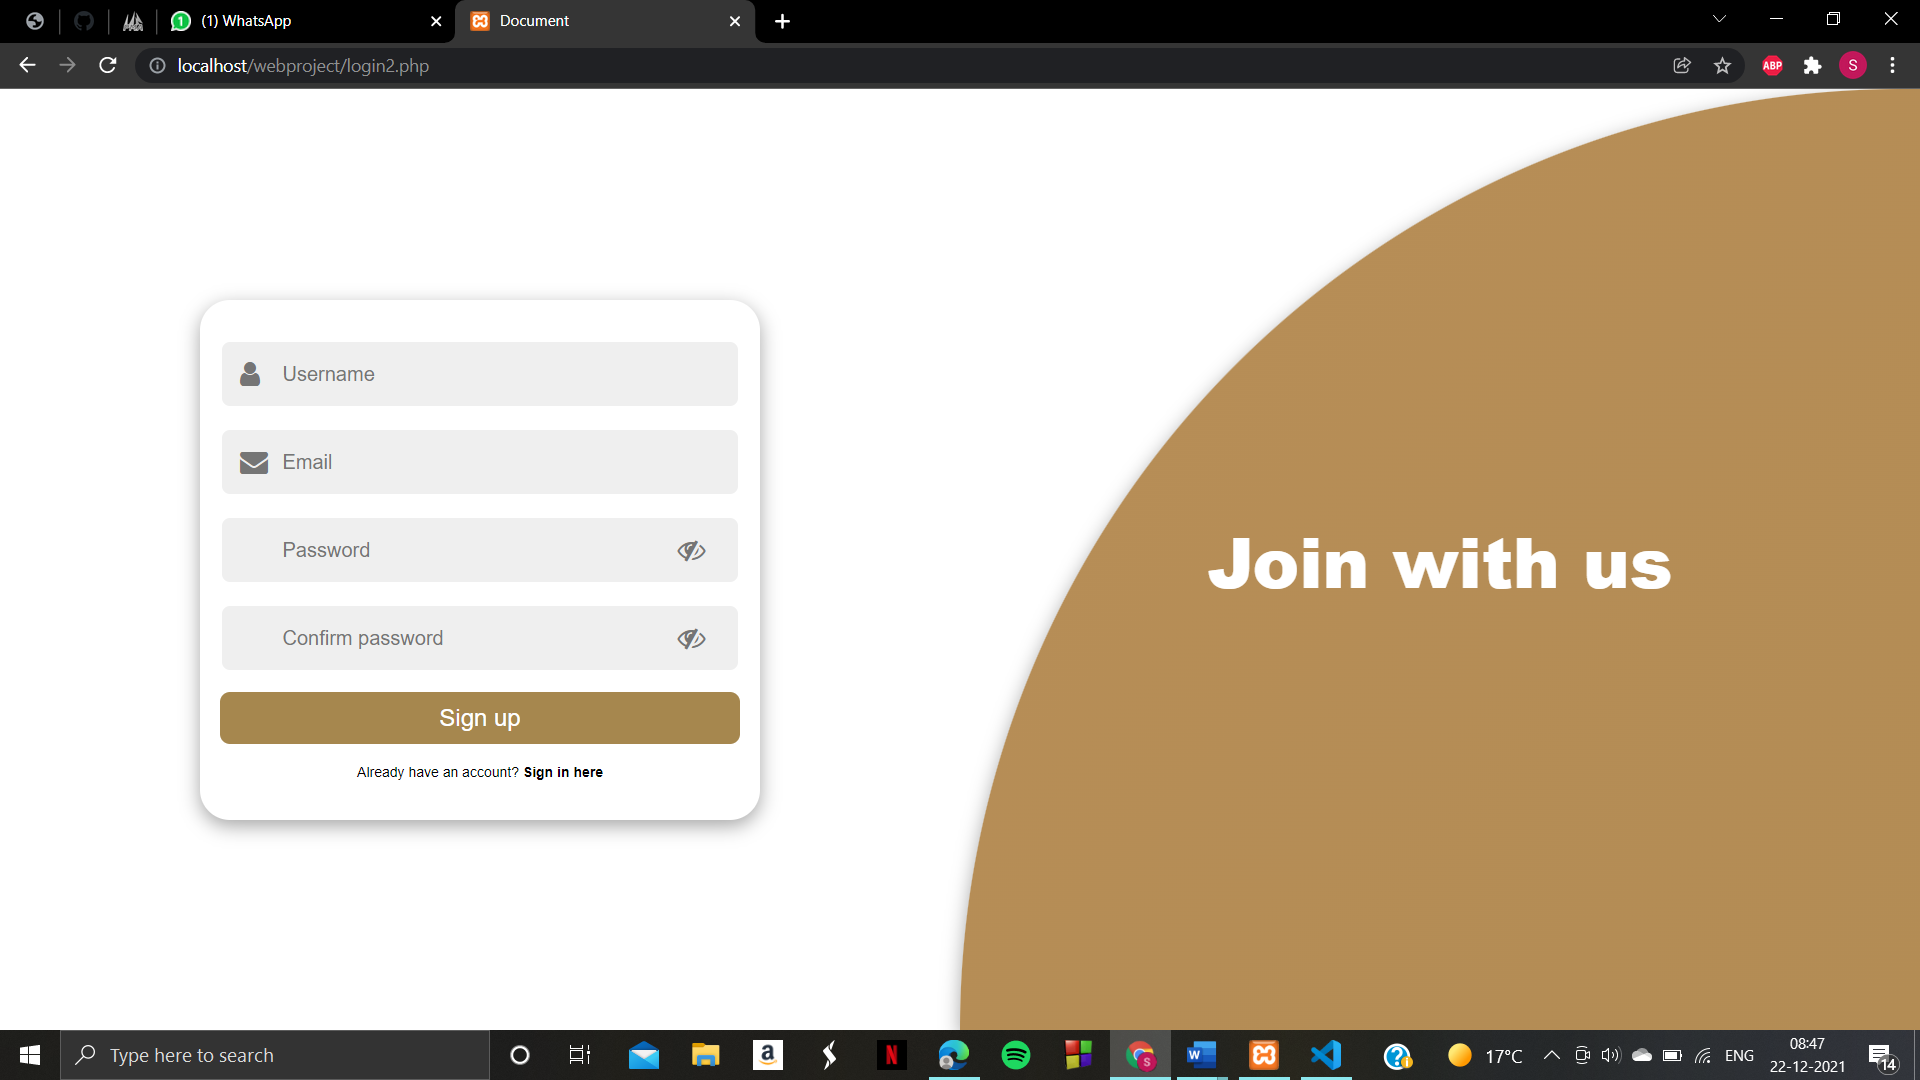 (1) WhatsApp
Document
localhost/webproject/login2.php
ABP
S
Username
Email
Password
Confirm password
Sign up
Already have an account? Sign in here
Join with us
Type here to search
17°C
ENG
08:47
22-12-2021
14